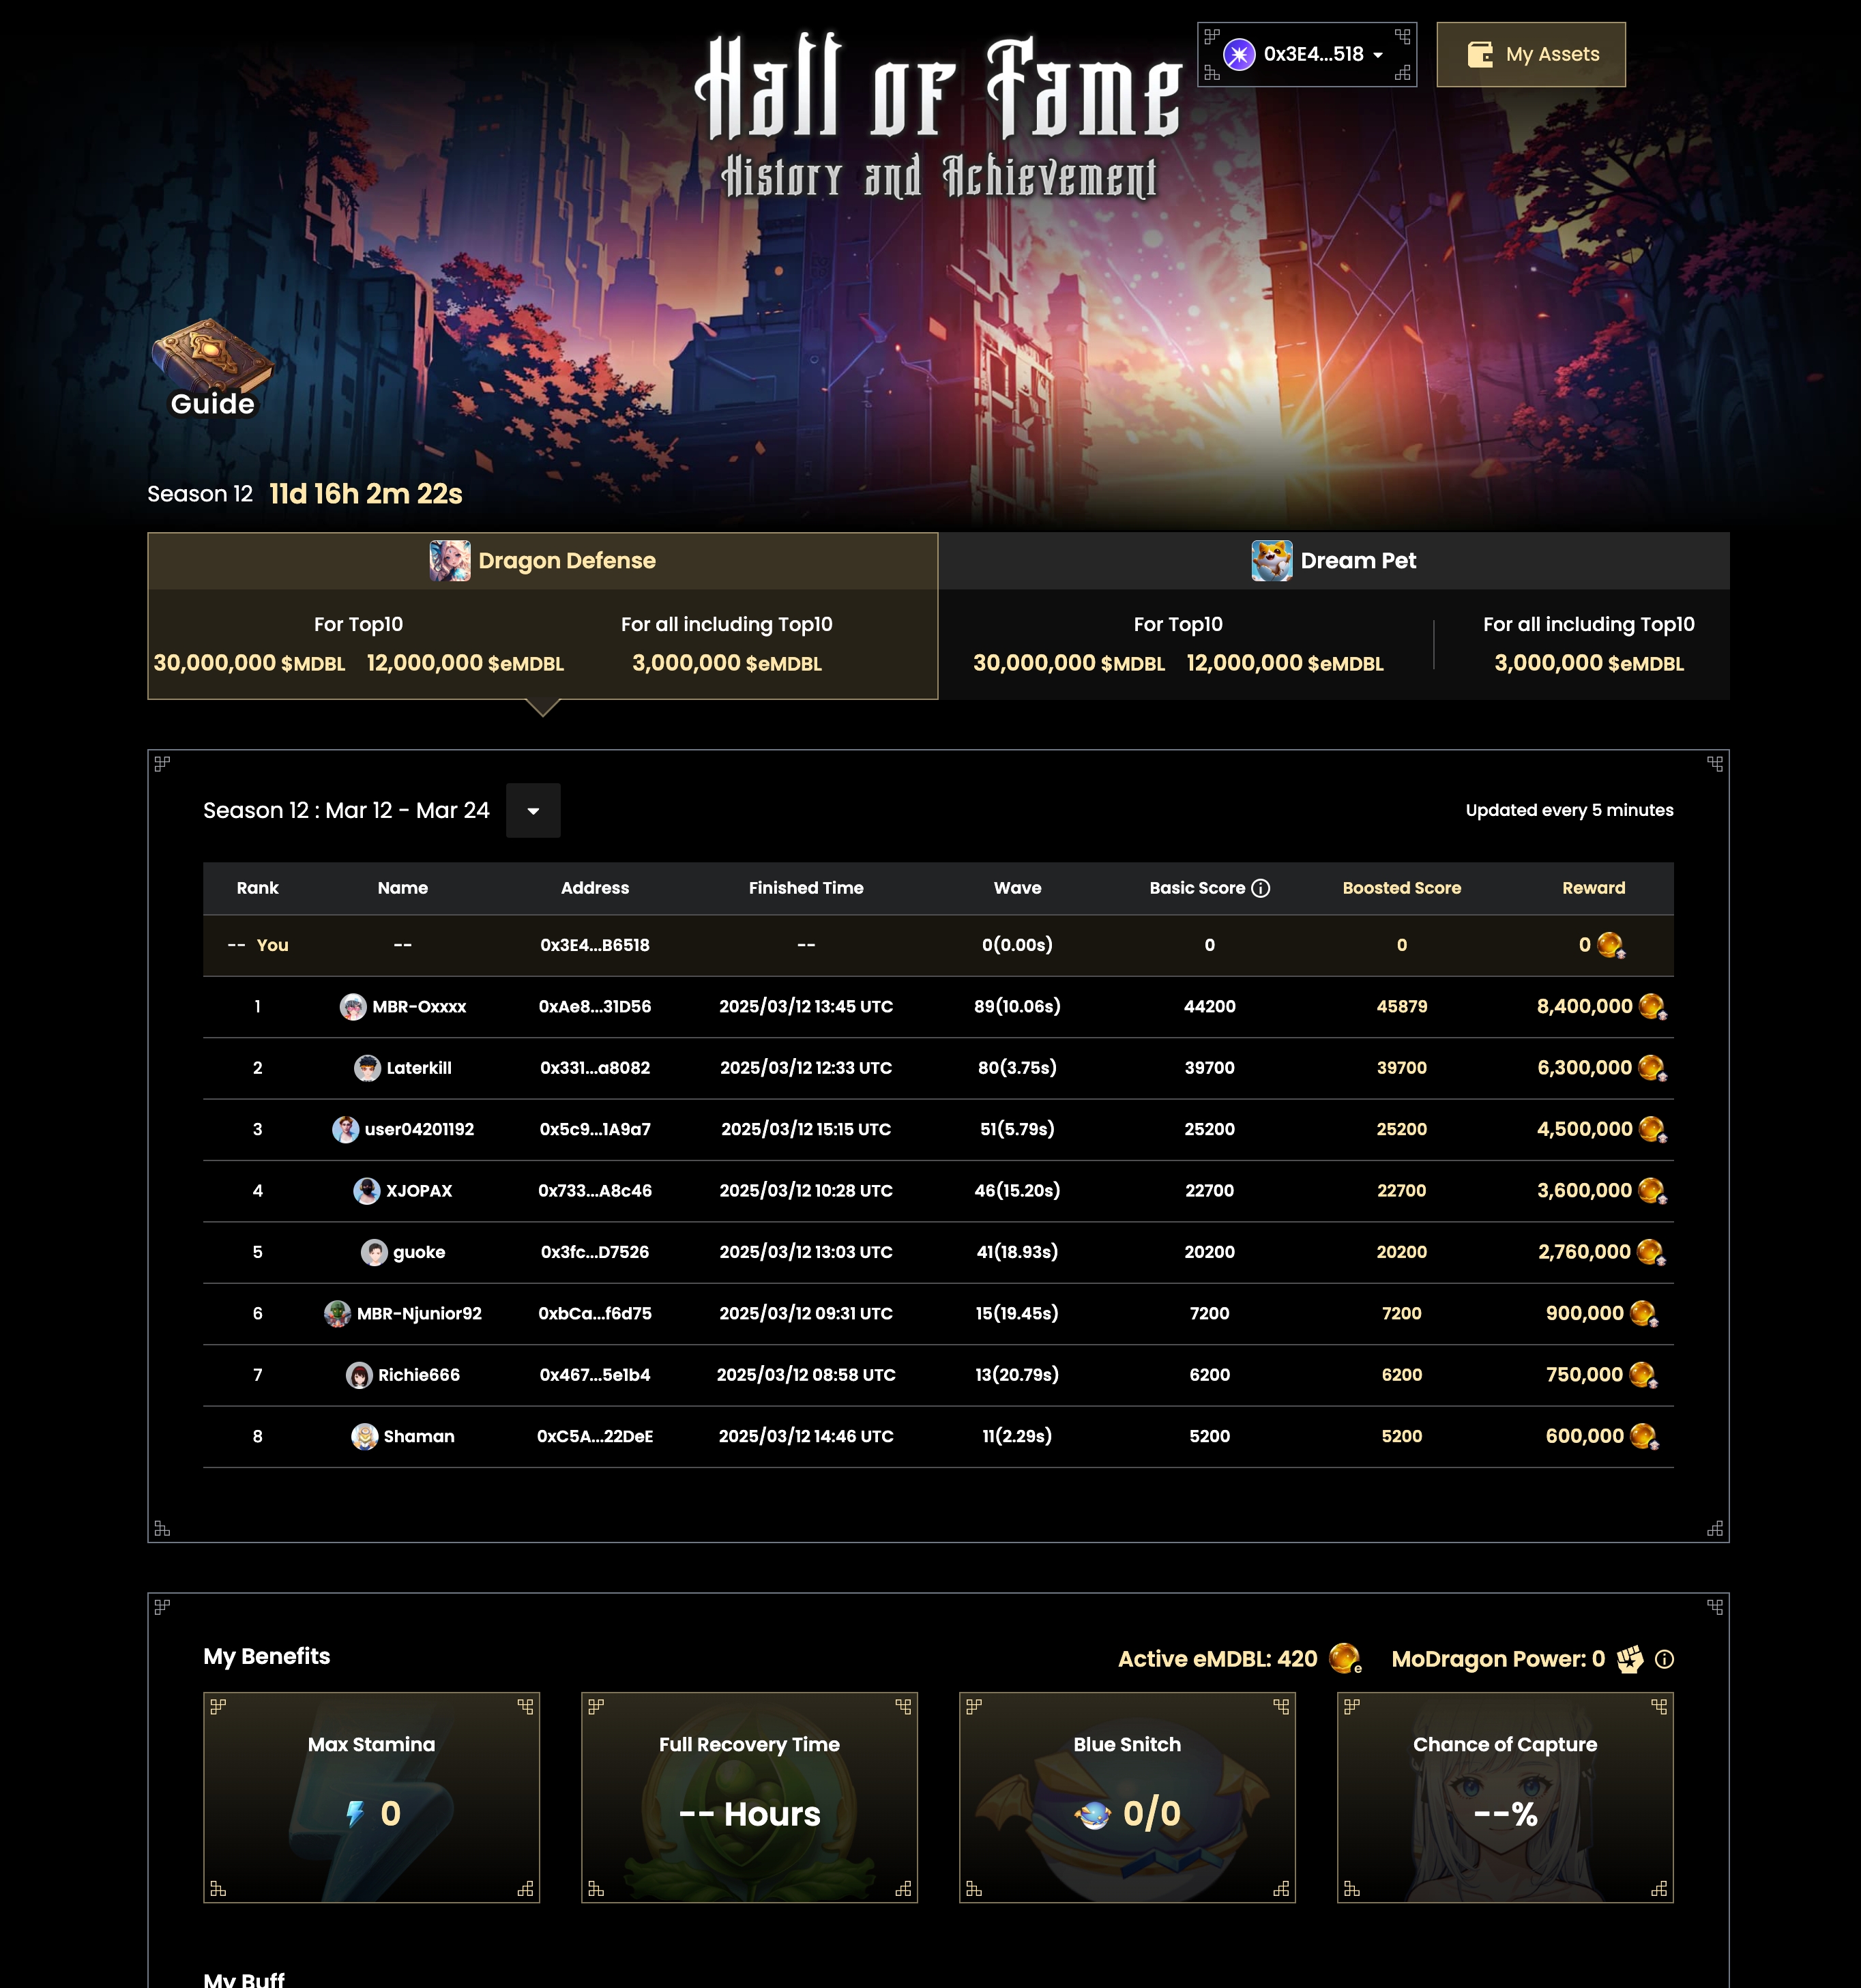 Hall of Fame
History and Achievement
0x3E4...518
My Assets
Guide
Season 12 11d 16h 2m 22s
Dragon Defense
For Top10 For all including Top10
30,000,000 $MDBL 12,000,000 $eMDBL 3,000,000 $eMDBL
Dream Pet
For Top10 For all including Top10
30,000,000 $MDBL 12,000,000 $eMDBL 3,000,000 $eMDBL
Season 12 : Mar 12 - Mar 24
Updated every 5 minutes
Rank Name Address Finished Time Wave Basic Score Boosted Score Reward
-- You -- 0x3E4...B6518 -- 0(0.00s) 0 0 0
1 MBR-Oxxxx 0xAe8...31D56 2025/03/12 13:45 UTC 89(10.06s) 44200 45879 8,400,000
2 Laterkill 0x331...a8082 2025/03/12 12:33 UTC 80(3.75s) 39700 39700 6,300,000
3 user04201192 0x5c9...1A9a7 2025/03/12 15:15 UTC 51(5.79s) 25200 25200 4,500,000
4 XJOPAX 0x733...A8c46 2025/03/12 10:28 UTC 46(15.20s) 22700 22700 3,600,000
5 guoke 0x3fc...D7526 2025/03/12 13:03 UTC 41(18.93s) 20200 20200 2,760,000
6 MBR-Njunior92 0xbCa...f6d75 2025/03/12 09:31 UTC 15(19.45s) 7200 7200 900,000
7 Richie666 0x467...5e1b4 2025/03/12 08:58 UTC 13(20.79s) 6200 6200 750,000
8 Shaman 0xC5A...22DeE 2025/03/12 14:46 UTC 11(2.29s) 5200 5200 600,000
My Benefits
Active eMDBL: 420 MoDragon Power: 0
Max Stamina
0
Full Recovery Time
-- Hours
Blue Snitch
0/0
Chance of Capture
--%
My Buff